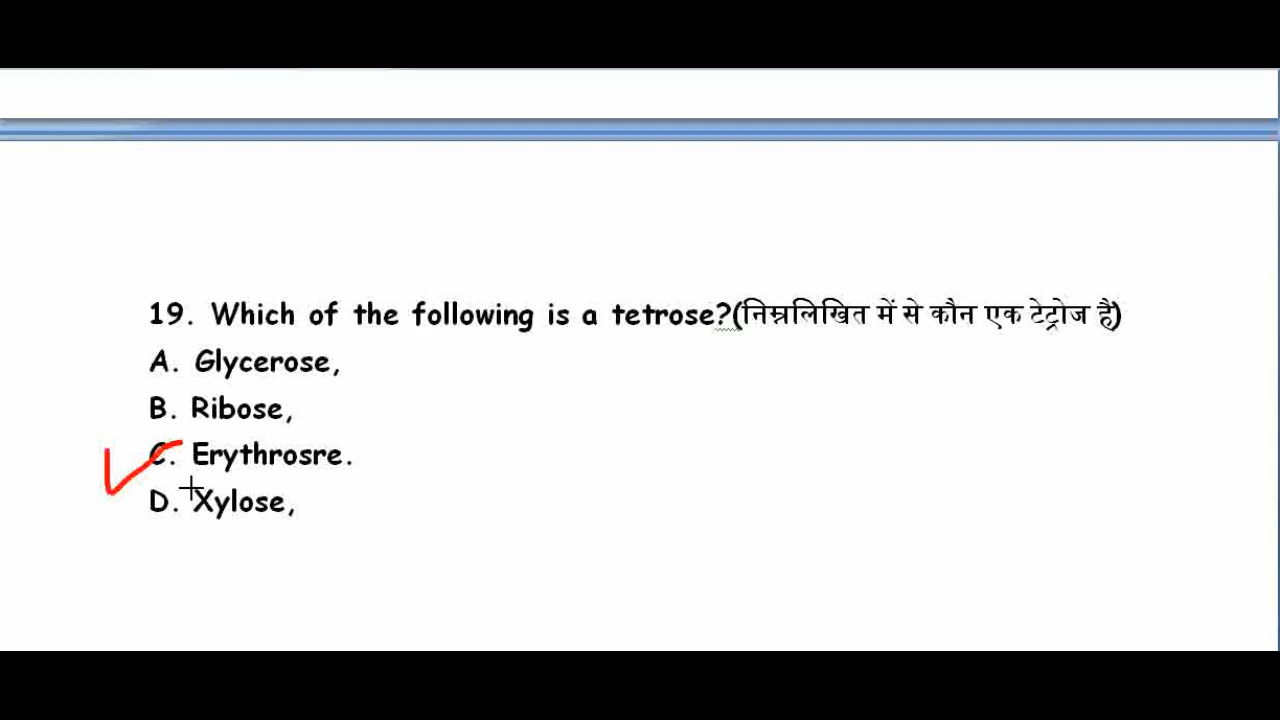 19. Which of the following is a tetrose?(निम्नलिखित में से कौन एक टेट्रोज है)
A. Glycerose,
B. Ribose,
C. Erythrosre.
D. Xylose,